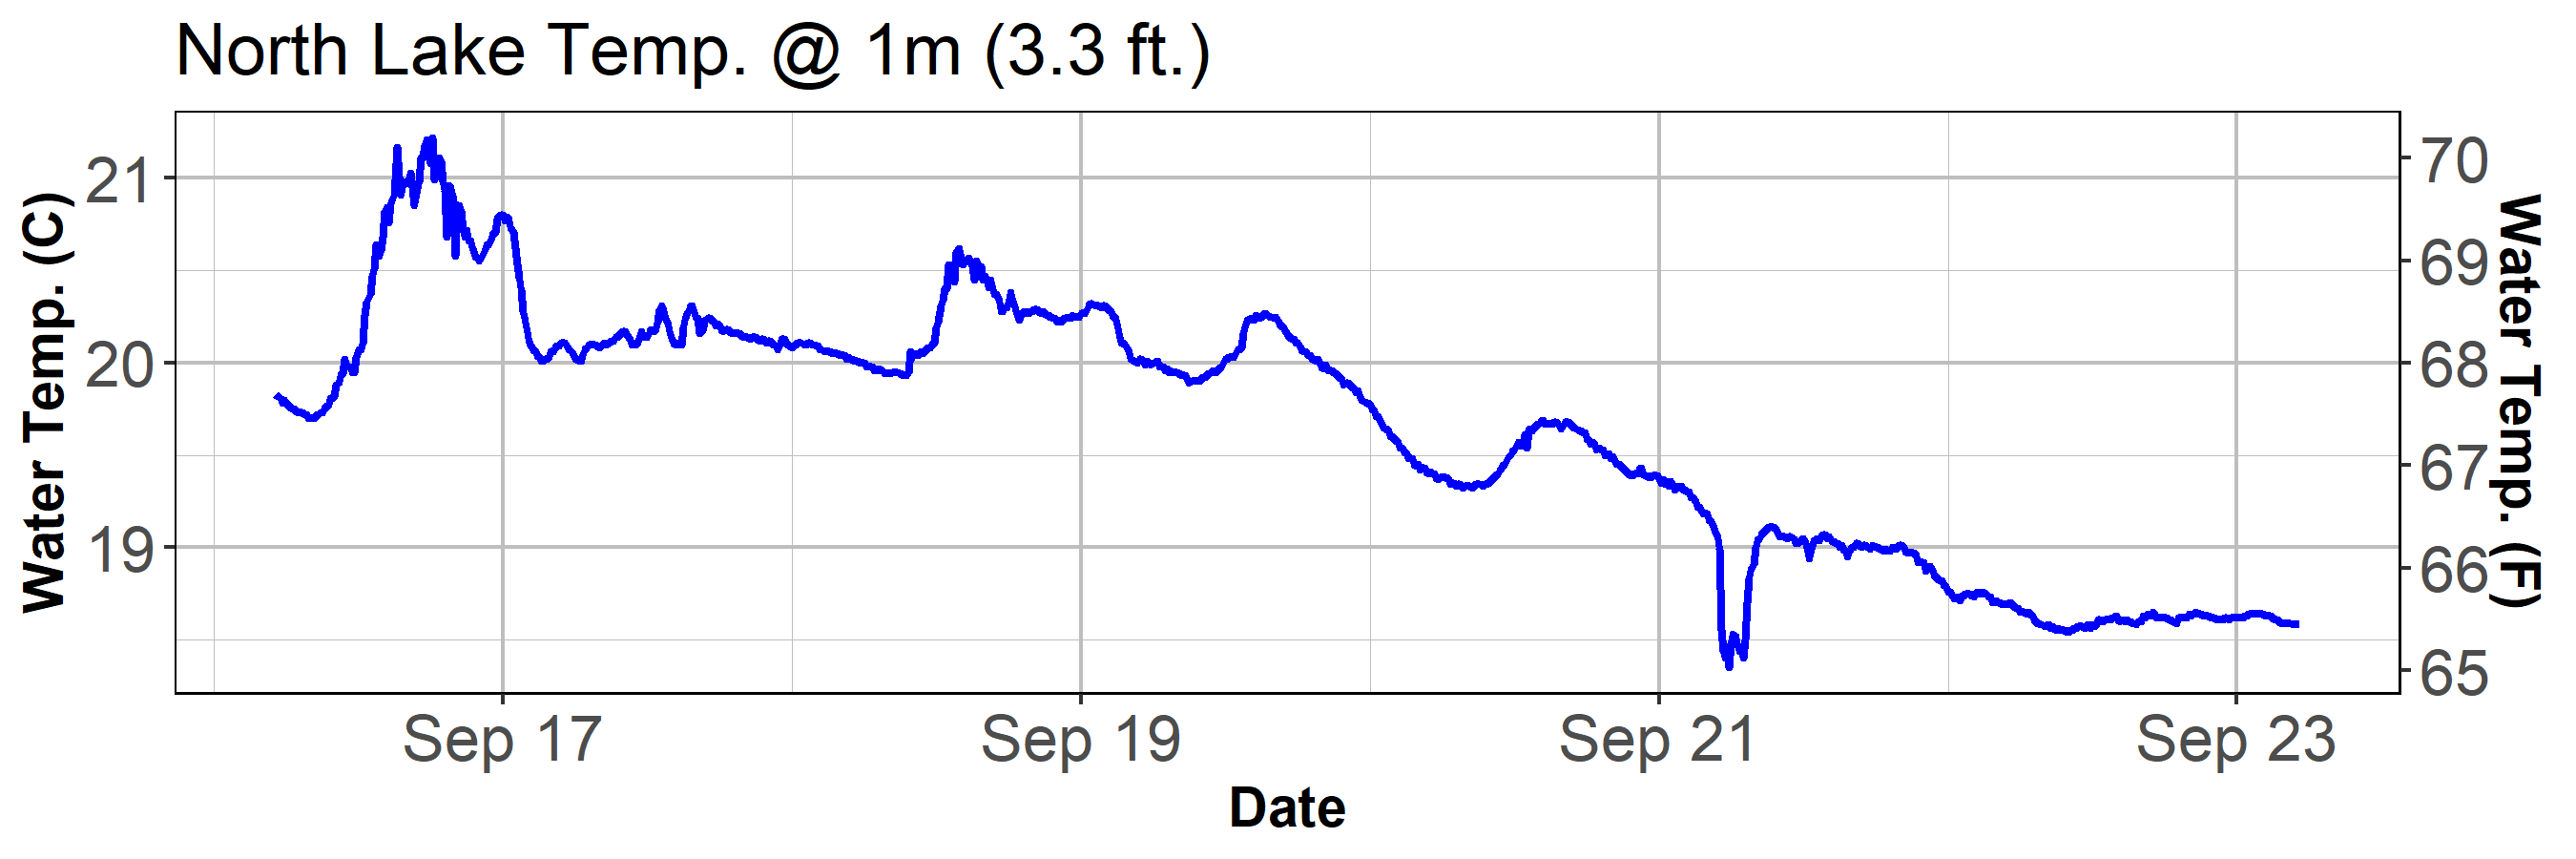 North Lake Temp. @ 1m (3.3 ft.)
Water Temp. (C)
21
20
19
70
69
68
67
66
65
Water Temp. (F)
Sep 17 Sep 19 Sep 21 Sep 23
Date